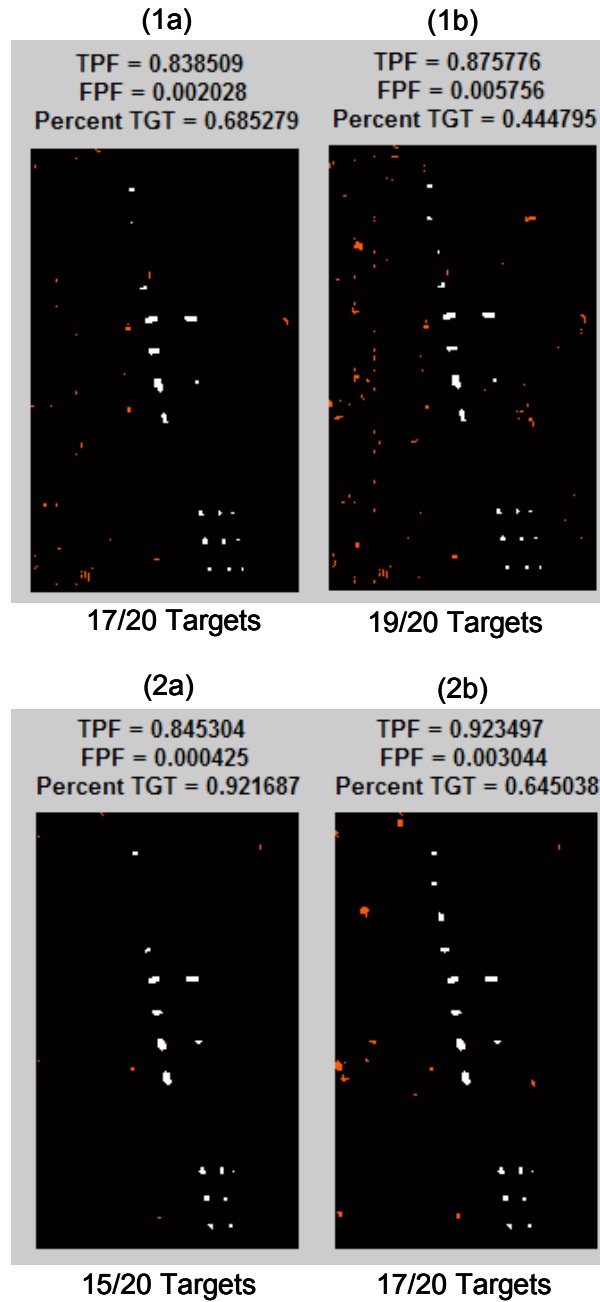 (1a)
(1b)
TPF = 0.838509
FPF = 0.002028
Percent TGT = 0.685279
TPF = 0.875776
FPF = 0.005756
Percent TGT = 0.444795
17/20 Targets
19/20 Targets
(2a)
(2b)
TPF = 0.845304
FPF = 0.000425
Percent TGT = 0.921687
TPF = 0.923497
FPF = 0.003044
Percent TGT = 0.645038
15/20 Targets
17/20 Targets